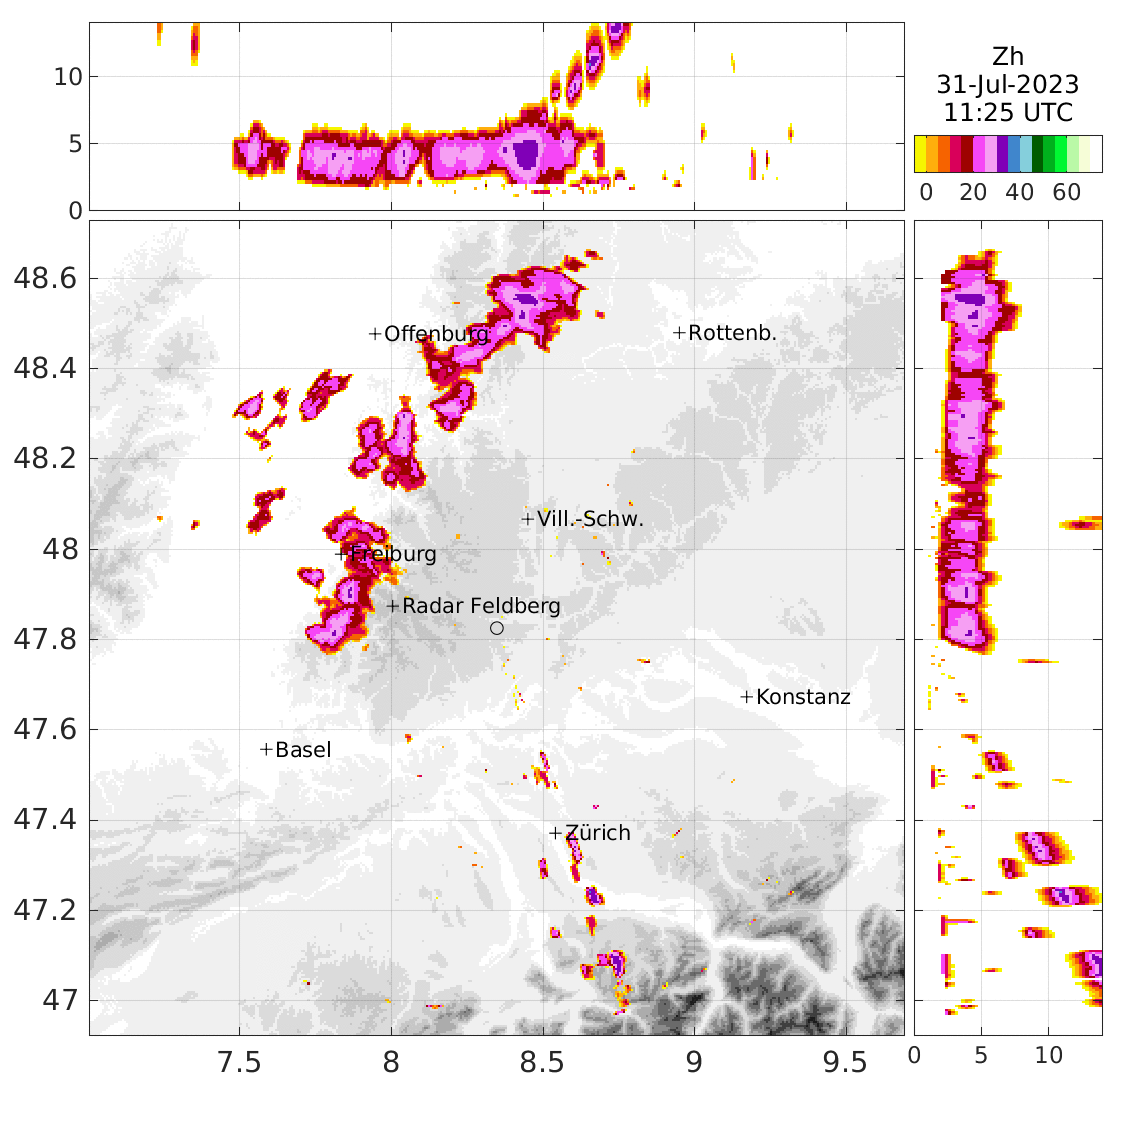 10
5
0
Zh
31-Jul-2023
11:25 UTC
0 20 40 60
48.6
48.4
48.2
48
47.8
47.6
47.4
47.2
47
+Offenburg
+Rottenb.
+Vill.-Schw.
+Freiburg
+Radar Feldberg
+Konstanz
+Basel
+Zürich
7.5 8 8.5 9 9.5
0 5 10